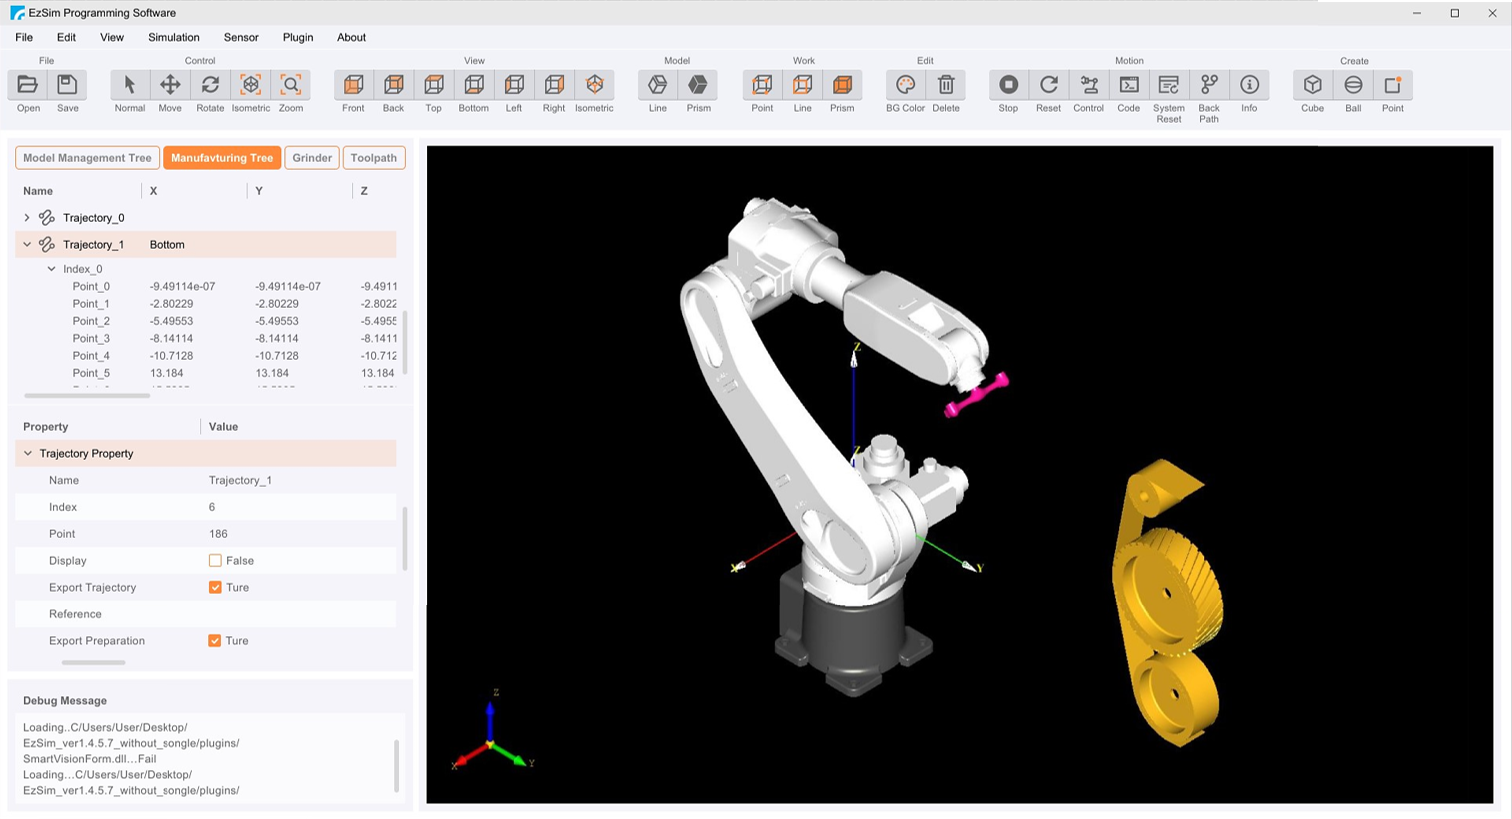 EzSim Programming Software
File Edit View Simulation Sensor Plugin About
File Control View Model Work Edit Motion Create
Open Save Normal Move Rotate Isometric Zoom Front Back Top Bottom Left Right Isometric Line Prism Point Line Prism BG Color Delete Stop Reset Control Code System Reset Back Path Info Cube Ball Point
Model Management Tree Manufavturing Tree Grinder Toolpath
Name X Y Z
Trajectory_0
Trajectory_1 Bottom
Index_0
Point_0 -9.49114e-07 -9.49114e-07 -9.4911
Point_1 -2.80229 -2.80229 -2.8022
Point_2 -5.49553 -5.49553 -5.4955
Point_3 -8.14114 -8.14114 -8.1411
Point_4 -10.7128 -10.7128 -10.712
Point_5 13.184 13.184 13.184
Property Value
Trajectory Property
Name Trajectory_1
Index 6
Point 186
Display False
Export Trajectory Ture
Reference
Export Preparation Ture
Debug Message
Loading..C/Users/User/Desktop/
EzSim_ver1.4.5.7_without_songle/plugins/
SmartVisionForm.dll...Fail
Loading...C/Users/User/Desktop/
EzSim_ver1.4.5.7_without_songle/plugins/
Z
Z
X Y
Z
X Y